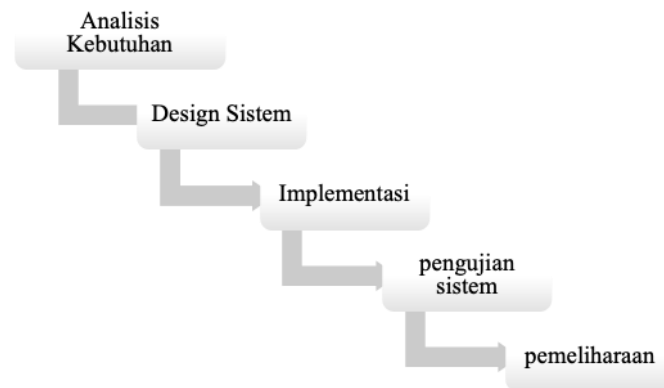 Analisis
Kebutuhan
Design Sistem
Implementasi
pengujian
sistem
pemeliharaan